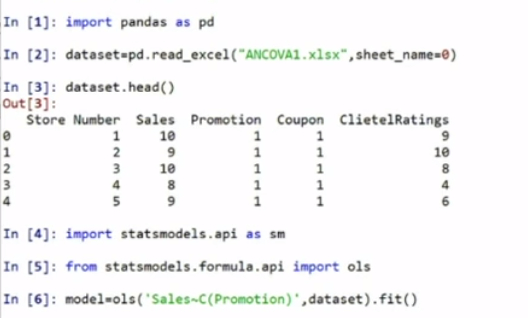 In [1]: import pandas as pd
In [2]: dataset=pd.read_excel("ANCOVA1.xlsx",sheet_name=0)
In [3]: dataset.head()
Out[3]:
Store Number Sales Promotion Coupon ClietelRatings
0 1 10 1 1 9
1 2 9 1 1 10
2 3 10 1 1 8
3 4 8 1 1 4
4 5 9 1 1 6
In [4]: import statsmodels.api as sm
In [5]: from statsmodels.formula.api import ols
In [6]: model=ols('Sales~C(Promotion)',dataset).fit()